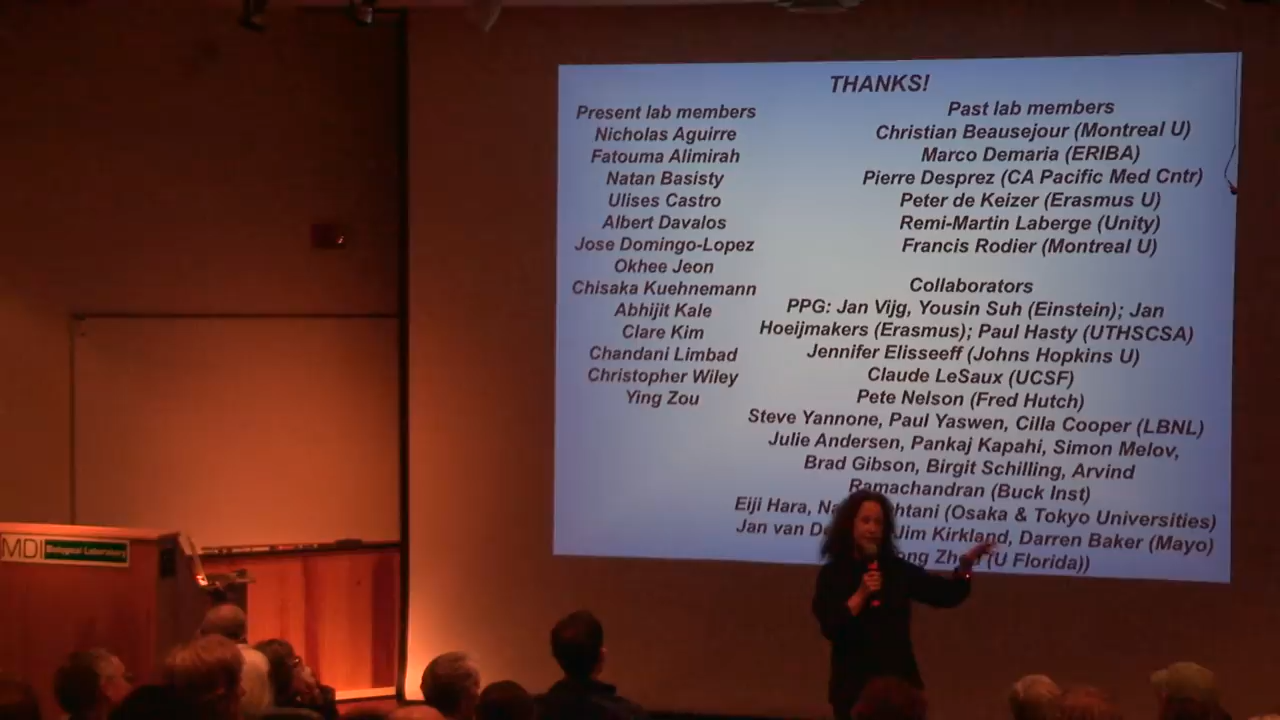 THANKS!
Present lab members
Nicholas Aguirre
Fatouma Alimirah
Natan Basisty
Ulises Castro
Albert Davalos
Jose Domingo-Lopez
Okhee Jeon
Chisaka Kuehnemann
Abhijit Kale
Clare Kim
Chandani Limbad
Christopher Wiley
Ying Zou
Past lab members
Christian Beausejour (Montreal U)
Marco Demaria (ERIBA)
Pierre Desprez (CA Pacific Med Cntr)
Peter de Keizer (Erasmus U)
Remi-Martin Laberge (Unity)
Francis Rodier (Montreal U)
Collaborators
PPG: Jan Vijg, Yousin Suh (Einstein); Jan
Hoeijmakers (Erasmus); Paul Hasty (UTHSCSA)
Jennifer Elisseeff (Johns Hopkins U)
Claude LeSaux (UCSF)
Pete Nelson (Fred Hutch)
Steve Yannone, Paul Yaswen, Cilla Cooper (LBNL)
Julie Andersen, Pankaj Kapahi, Simon Melov,
Brad Gibson, Birgit Schilling, Arvind
Ramachandran (Buck Inst)
Eiji Hara, (Osaka & Tokyo Universities)
Jan van Jim Kirkland, Darren Baker (Mayo)
(U Florida))
MDI Biological Laboratory